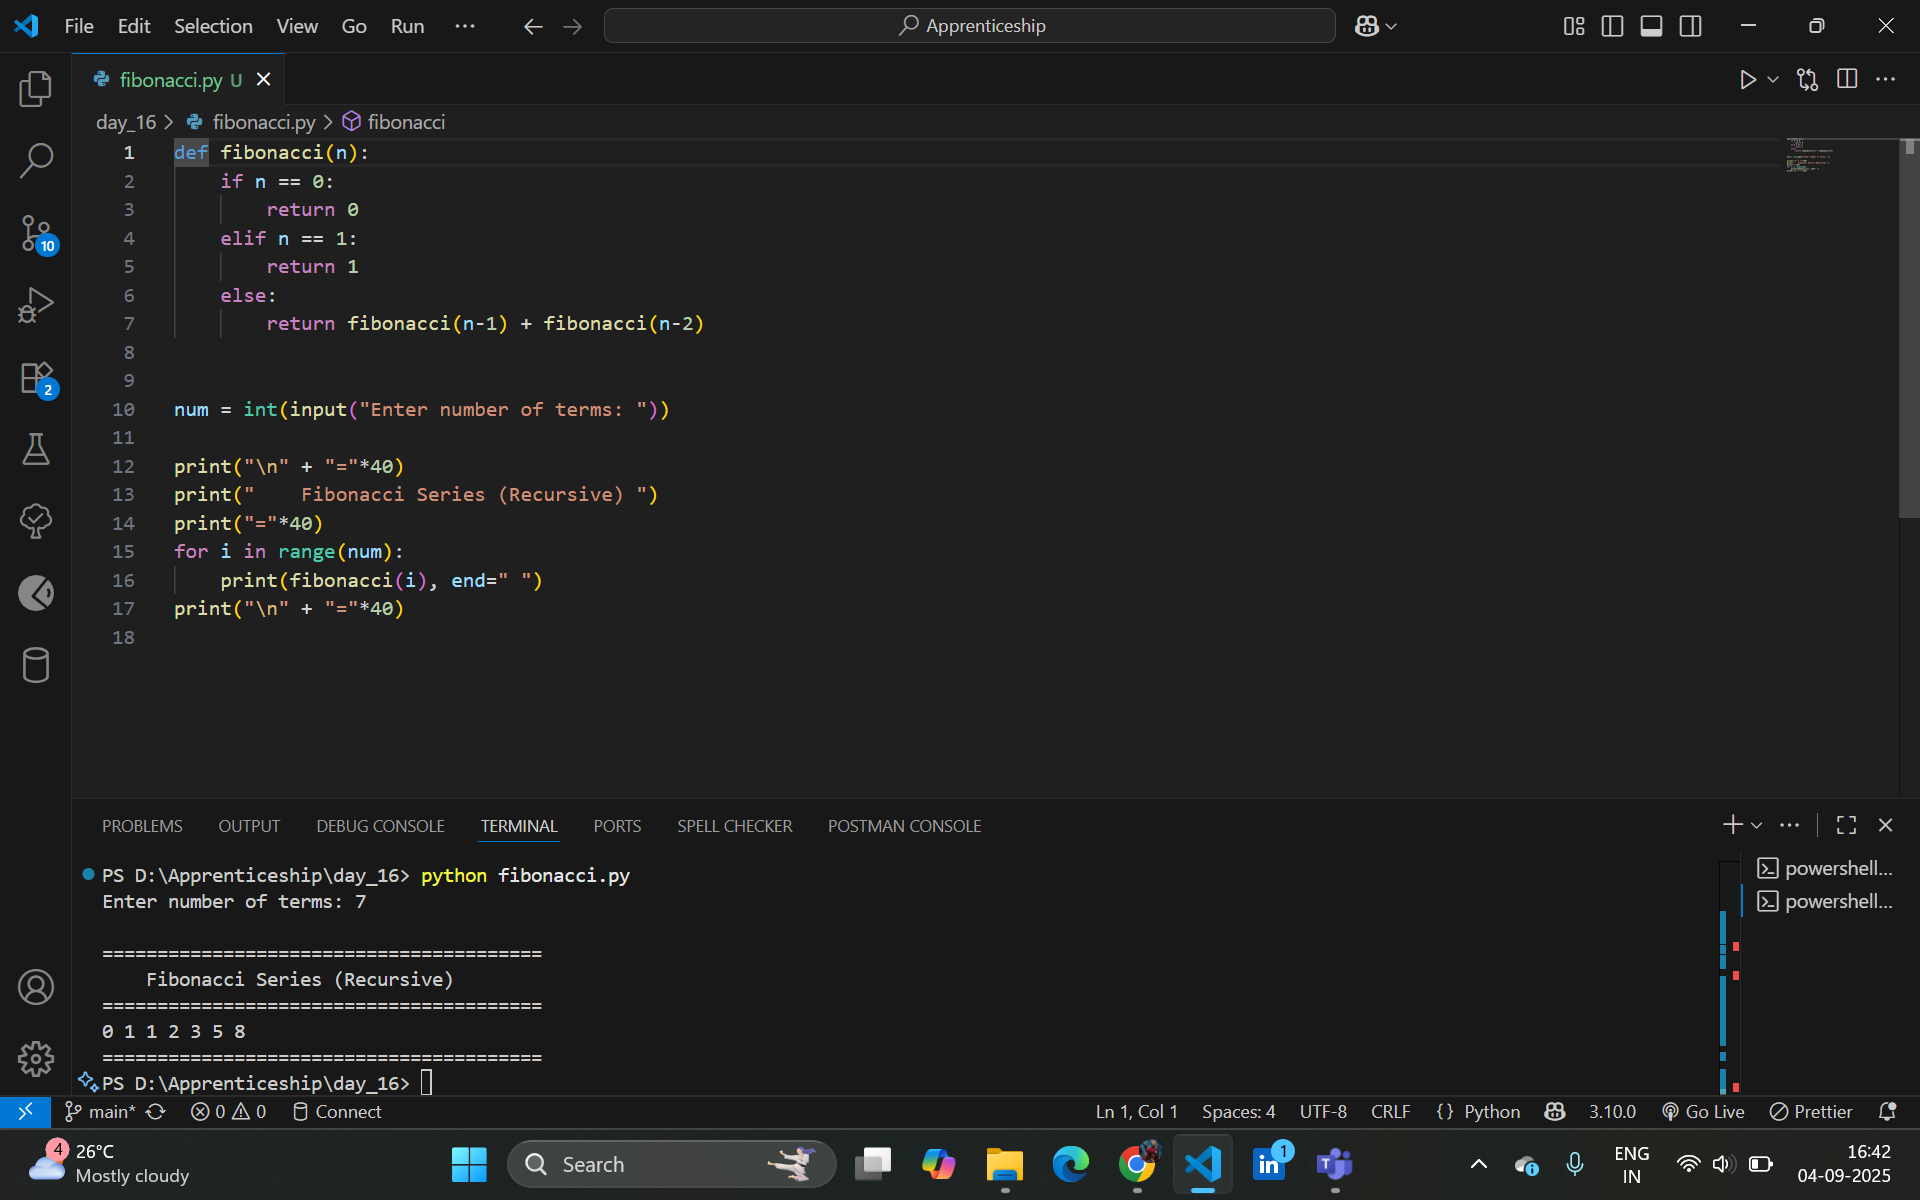 File Edit Selection View Go Run ··· Apprenticeship
fibonacci.py U
day_16 > fibonacci.py > fibonacci
1 def fibonacci(n):
2     if n == 0:
3         return 0
4     elif n == 1:
5         return 1
6     else:
7         return fibonacci(n-1) + fibonacci(n-2)
8
9
10 num = int(input("Enter number of terms: "))
11
12 print("\n" + "="*40)
13 print("    Fibonacci Series (Recursive) ")
14 print("="*40)
15 for i in range(num):
16     print(fibonacci(i), end=" ")
17 print("\n" + "="*40)
18
10
2
PROBLEMS OUTPUT DEBUG CONSOLE TERMINAL PORTS SPELL CHECKER POSTMAN CONSOLE
PS D:\Apprenticeship\day_16> python fibonacci.py
Enter number of terms: 7
========================================
    Fibonacci Series (Recursive)
========================================
0 1 1 2 3 5 8
========================================
PS D:\Apprenticeship\day_16>
powershell...
powershell...
main* 0 0 Connect Ln 1, Col 1 Spaces: 4 UTF-8 CRLF {} Python 3.10.0 Go Live Prettier
4 26°C
Mostly cloudy
Search
1
ENG
IN
16:42
04-09-2025